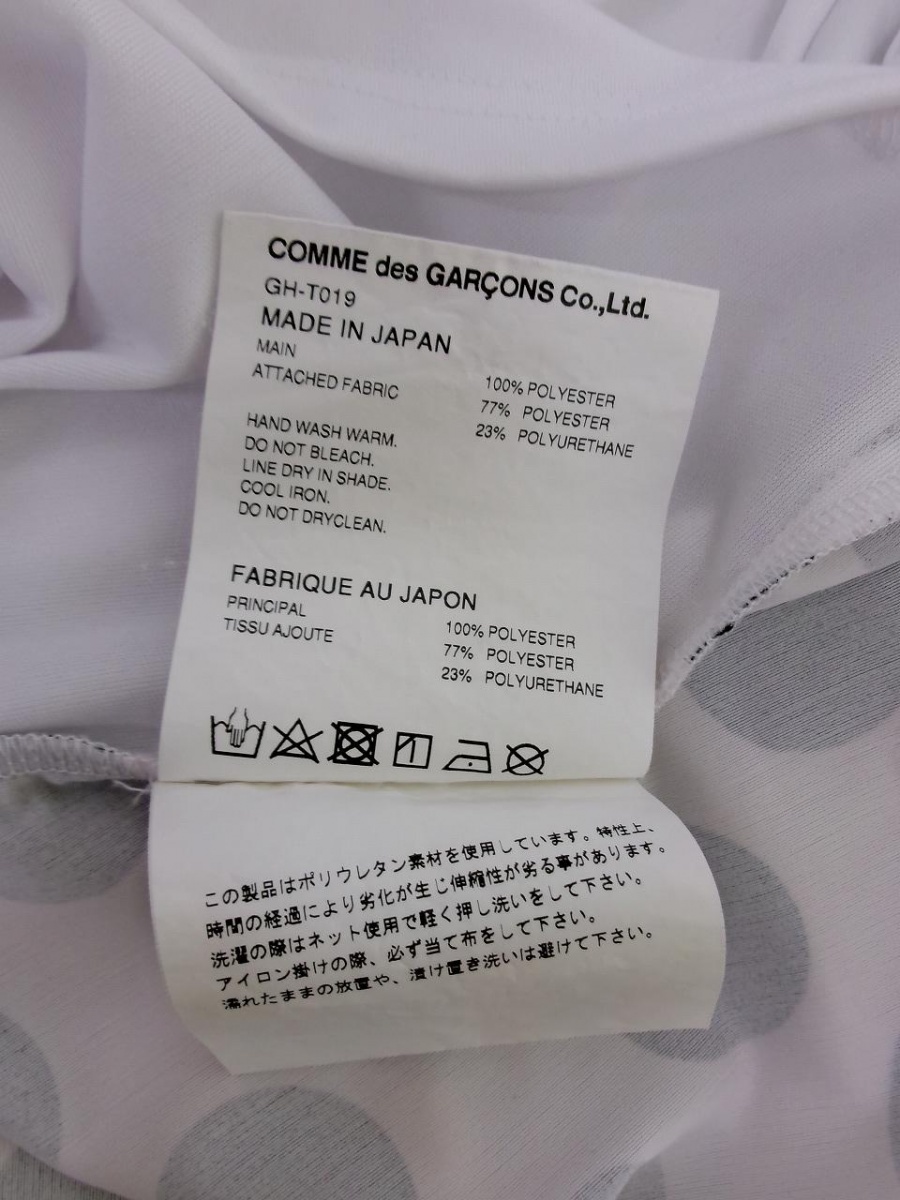 COMME des GARÇONS Co.,Ltd.
GH-T019
MADE IN JAPAN
MAIN 100% POLYESTER
ATTACHED FABRIC 77% POLYESTER
23% POLYURETHANE
HAND WASH WARM.
DO NOT BLEACH.
LINE DRY IN SHADE.
COOL IRON.
DO NOT DRYCLEAN.
FABRIQUE AU JAPON
PRINCIPAL 100% POLYESTER
TISSU AJOUTE 77% POLYESTER
23% POLYURETHANE
この製品はポリウレタン素材を使用しています。特性上、
時間の経過により劣化が生じ伸縮性が劣る事があります。
洗濯の際はネット使用で軽く押し洗いをして下さい。
アイロン掛けの際、必ず当て布をして下さい。
濡れたままの放置や、漬け置き洗いは避けて下さい。